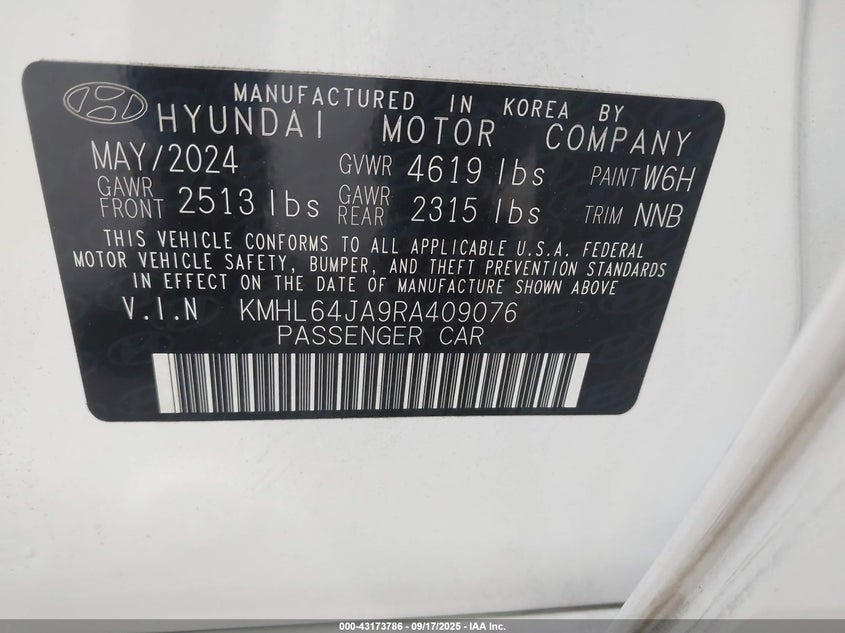 MANUFACTURED IN KOREA BY
HYUNDAI MOTOR COMPANY
MAY/2024 GVWR 4619 lbs PAINT W6H
GAWR FRONT 2513 lbs GAWR REAR 2315 lbs TRIM NNB
THIS VEHICLE CONFORMS TO ALL APPLICABLE U.S.A. FEDERAL
MOTOR VEHICLE SAFETY, BUMPER, AND THEFT PREVENTION STANDARDS
IN EFFECT ON THE DATE OF MANUFACTURE SHOWN ABOVE
V.I.N KMHL64JA9RA409076
PASSENGER CAR
000-43173786 - 09/17/2025 - IAA Inc.